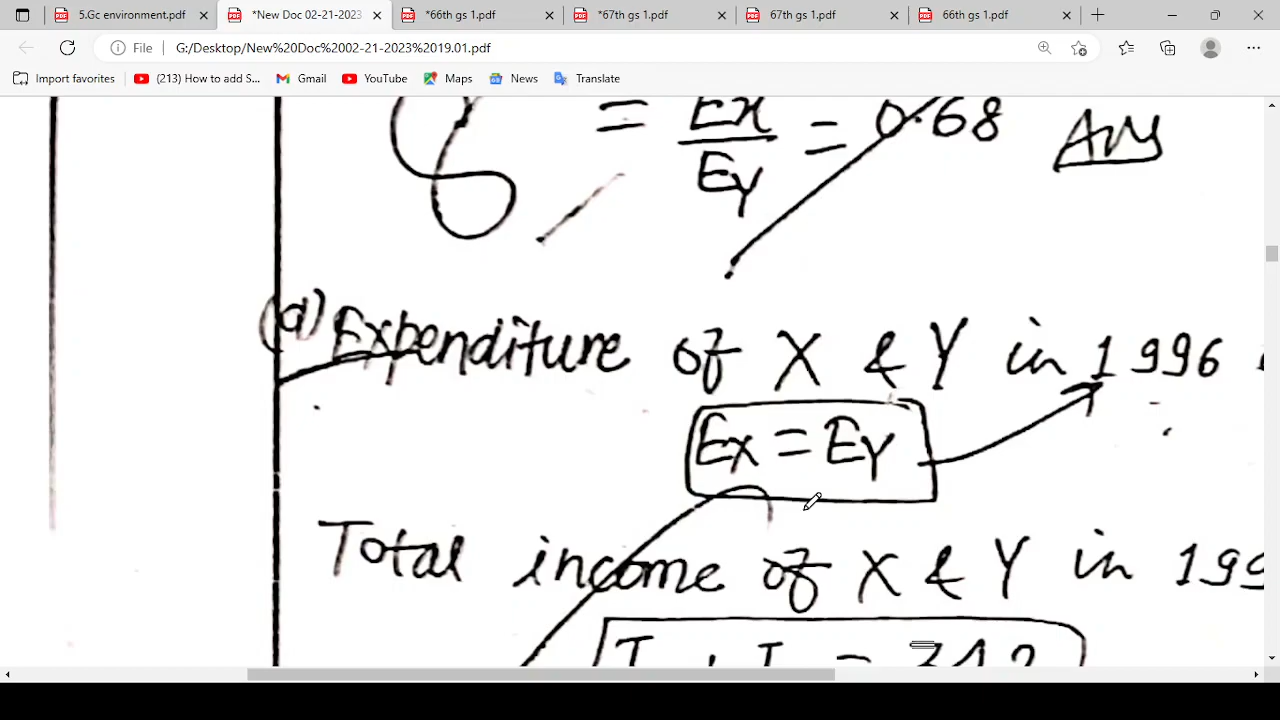 5.Gc environment.pdf
*New Doc 02-21-2023
*66th gs 1.pdf
*67th gs 1.pdf
67th gs 1.pdf
66th gs 1.pdf
File
G:/Desktop/New%20Doc%2002-21-2023%2019.01.pdf
Import favorites
(213) How to add S...
Gmail
YouTube
Maps
News
Translate
= Ex / Ey = 0.68 Ans
(d) Expenditure of X & Y in 1996
Ex = Ey
Total income of X & Y in 199
I + I = 342